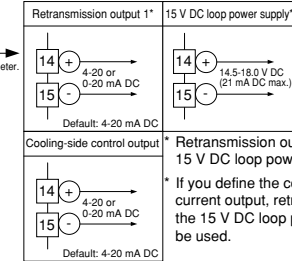 Retransmission output 1*
15 V DC loop power supply*
eter.
14
+
4-20 or
0-20 mA DC
15
-
Default: 4-20 mA DC
14
+
14.5-18.0 V DC
(21 mA DC max.)
15
-
Cooling-side control output
14
+
4-20 or
0-20 mA DC
15
-
Default: 4-20 mA DC
* Retransmission ou
15 V DC loop pow
* If you define the co
current output, retr
the 15 V DC loop p
be used.